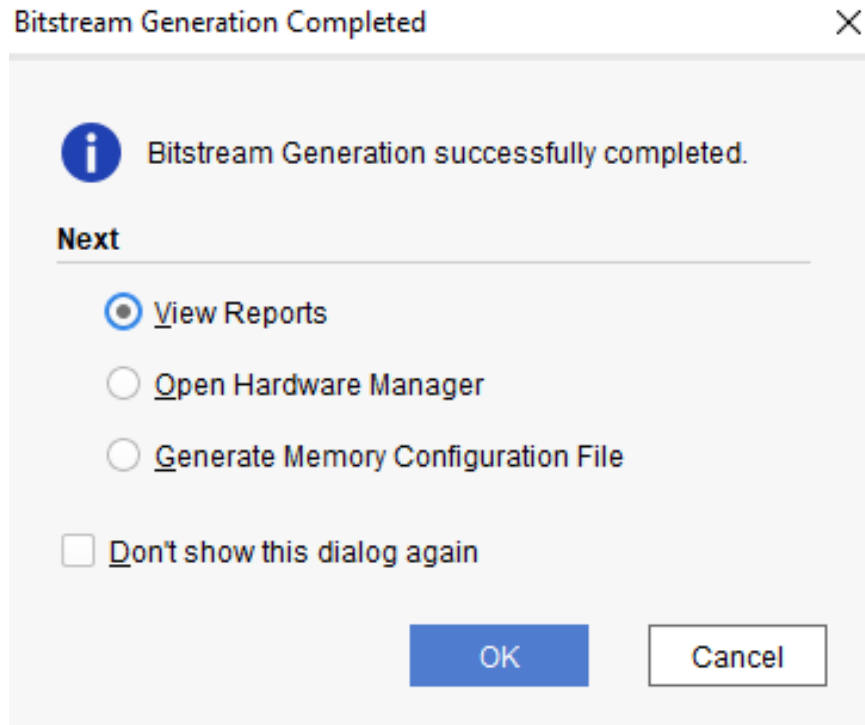 Bitstream Generation Completed
Bitstream Generation successfully completed.
Next
View Reports
Open Hardware Manager
Generate Memory Configuration File
Don't show this dialog again
OK
Cancel